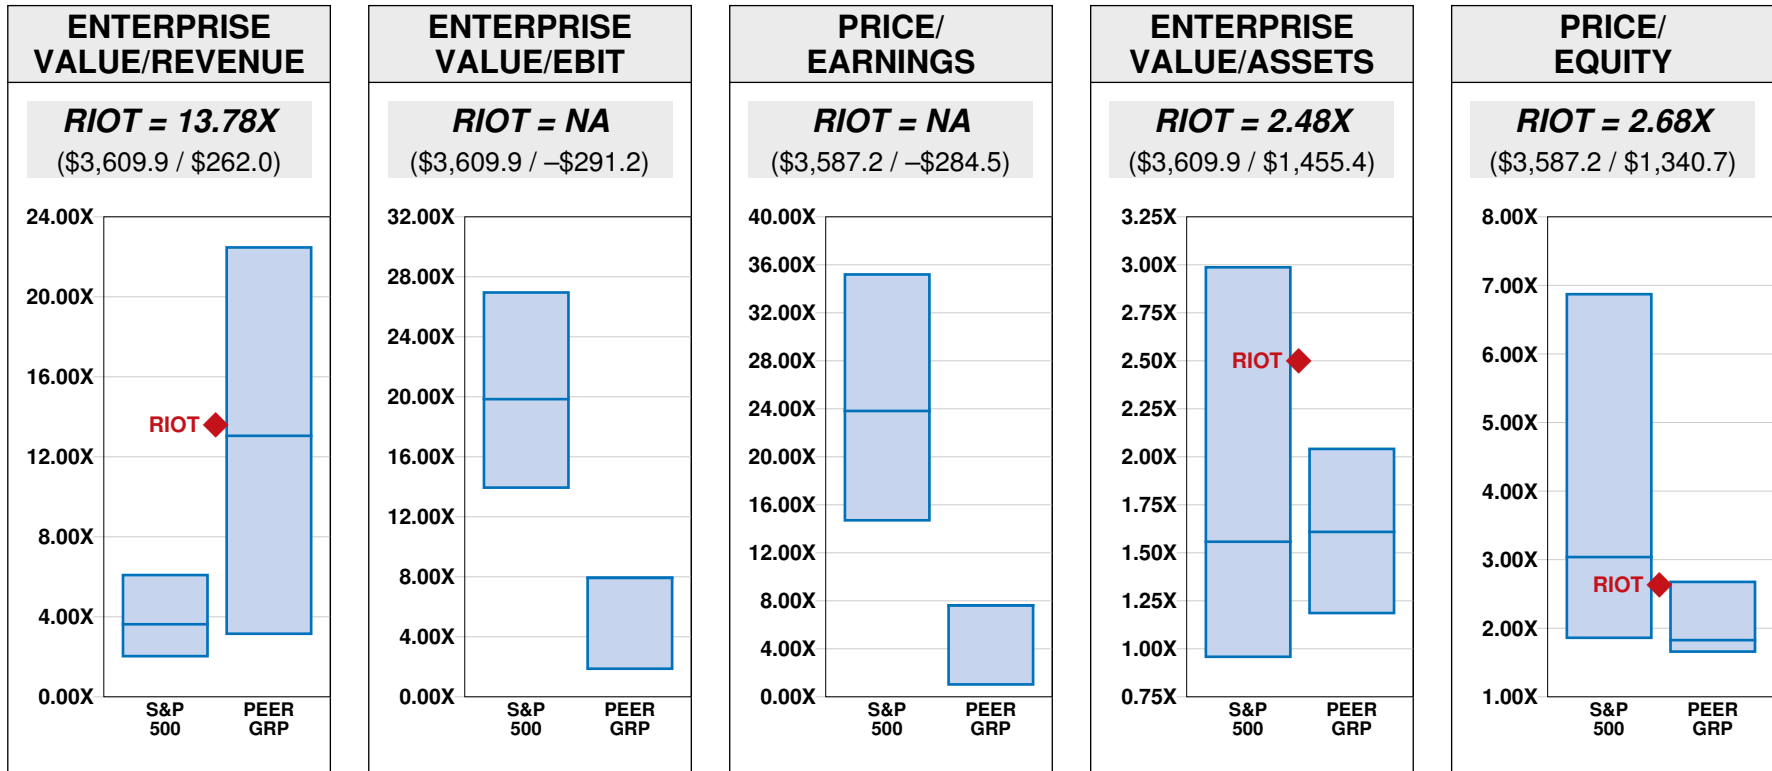 ENTERPRISE
VALUE/REVENUE
RIOT = 13.78X
($3,609.9 / $262.0)
24.00X
20.00X
16.00X
12.00X
8.00X
4.00X
0.00X
RIOT
S&P
500
PEER
GRP
ENTERPRISE
VALUE/EBIT
RIOT = NA
($3,609.9 / –$291.2)
32.00X
28.00X
24.00X
20.00X
16.00X
12.00X
8.00X
4.00X
0.00X
S&P
500
PEER
GRP
PRICE/
EARNINGS
RIOT = NA
($3,587.2 / –$284.5)
40.00X
36.00X
32.00X
28.00X
24.00X
20.00X
16.00X
12.00X
8.00X
4.00X
0.00X
S&P
500
PEER
GRP
ENTERPRISE
VALUE/ASSETS
RIOT = 2.48X
($3,609.9 / $1,455.4)
3.25X
3.00X
2.75X
2.50X
2.25X
2.00X
1.75X
1.50X
1.25X
1.00X
0.75X
RIOT
S&P
500
PEER
GRP
PRICE/
EQUITY
RIOT = 2.68X
($3,587.2 / $1,340.7)
8.00X
7.00X
6.00X
5.00X
4.00X
3.00X
2.00X
1.00X
RIOT
S&P
500
PEER
GRP